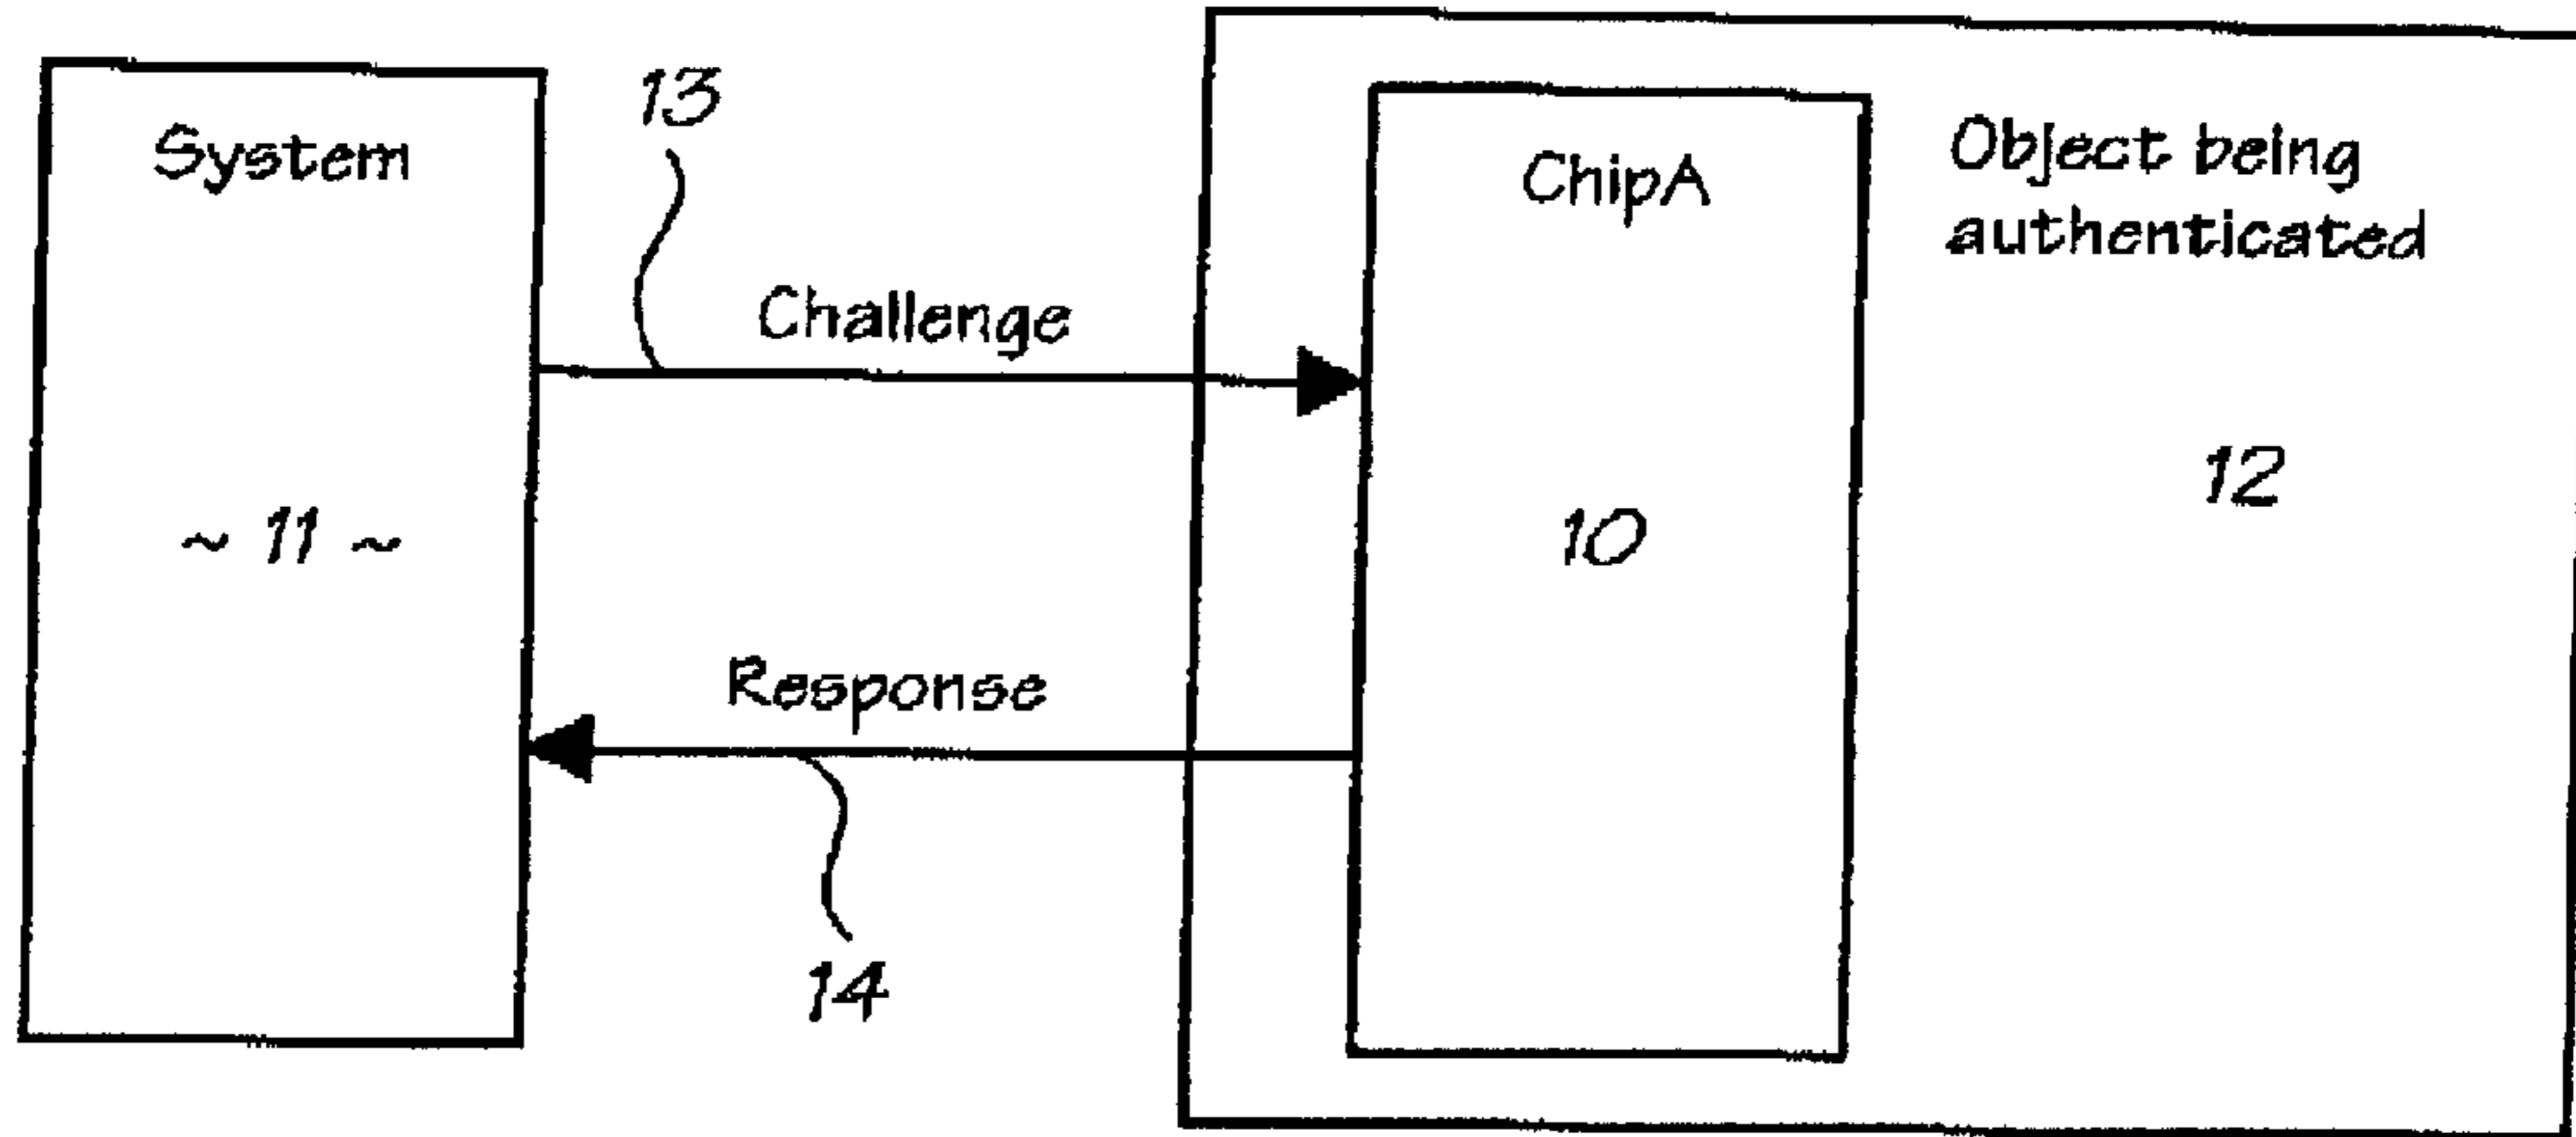 System
~ 11 ~
13
Challenge
Response
14
ChipA
10
Object being
authenticated
12